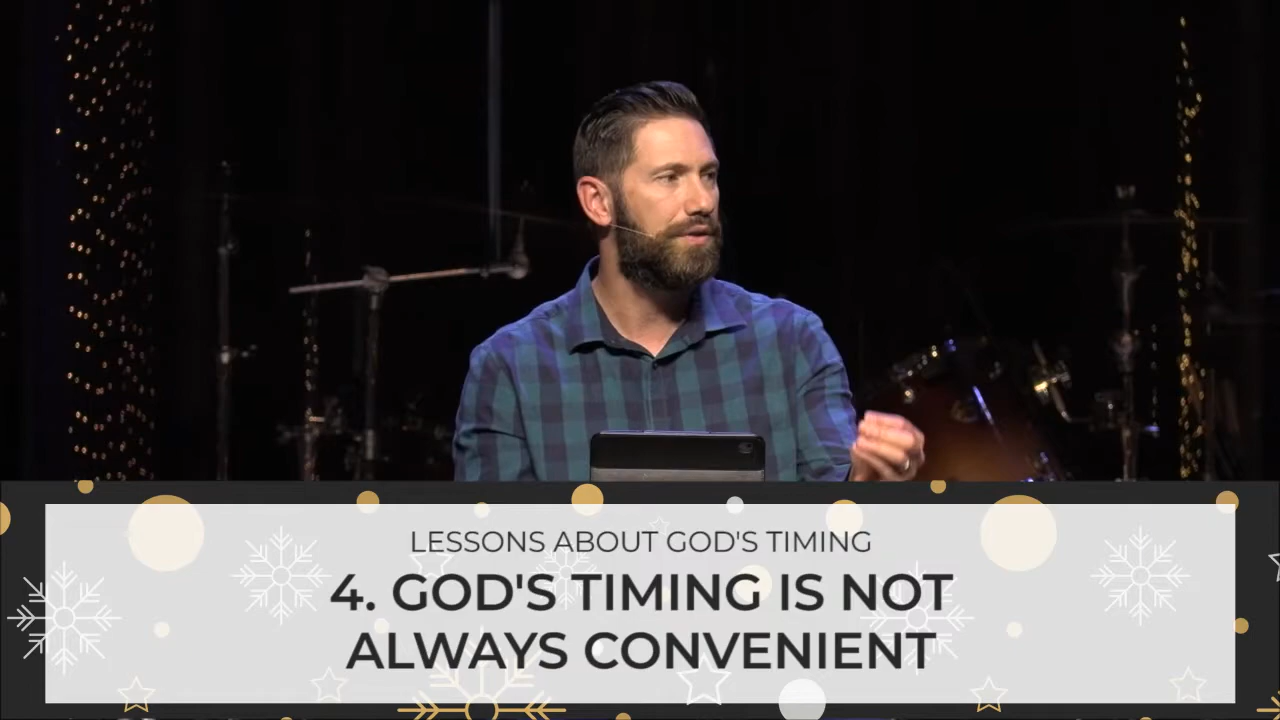 LESSONS ABOUT GOD'S TIMING
4. GOD'S TIMING IS NOT
ALWAYS CONVENIENT